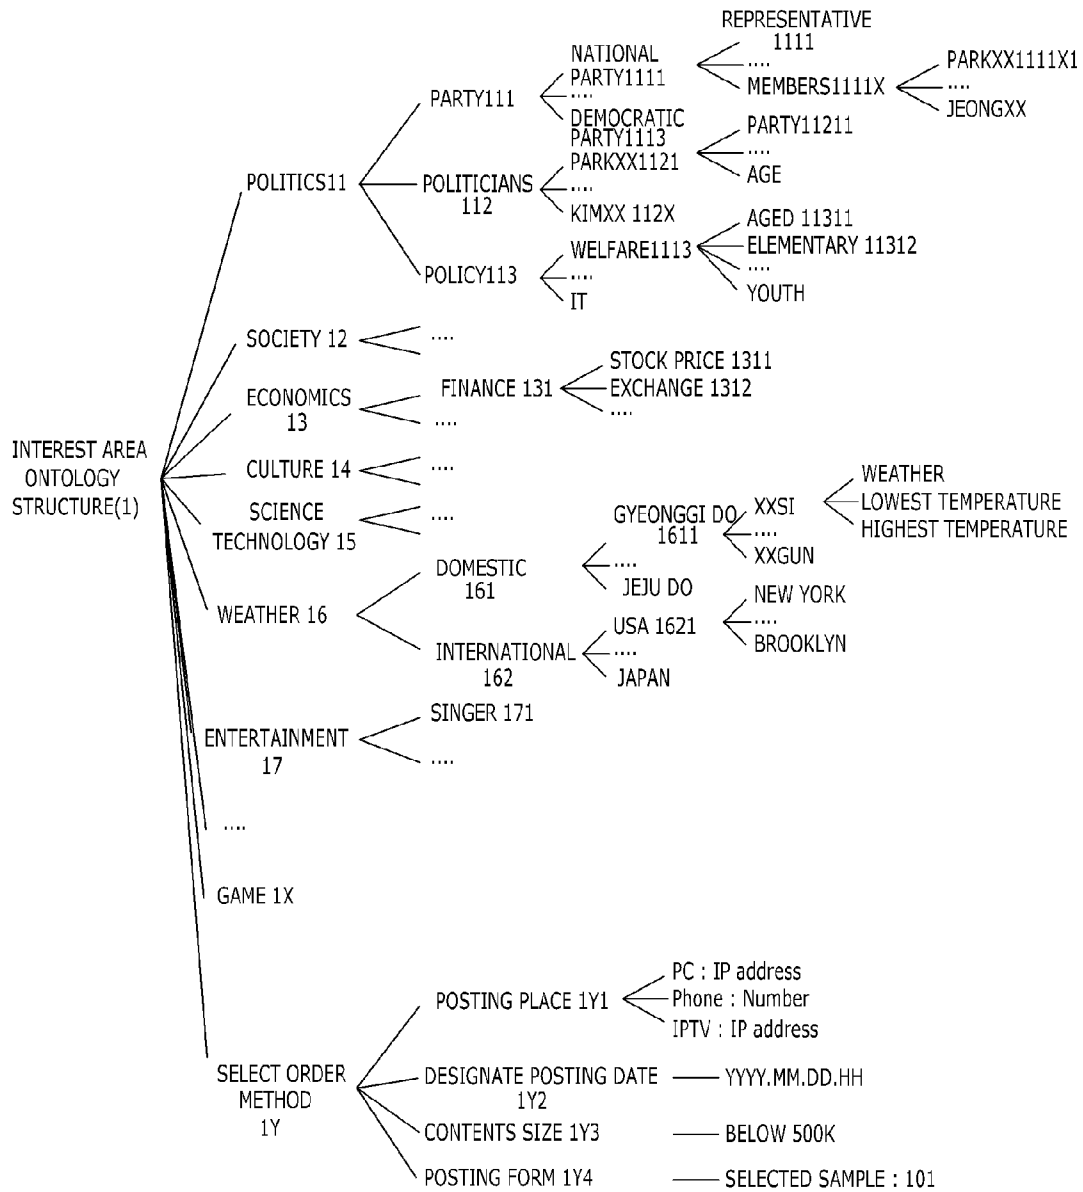 REPRESENTATIVE
1111
....
MEMBERS1111X
PARKXX1111X1
....
JEONGXX
NATIONAL
PARTY1111
....
DEMOCRATIC
PARTY1113
PARTY111
PARTY11211
....
AGE
PARKXX1121
....
KIMXX 112X
POLITICIANS
112
POLITICS11
AGED 11311
ELEMENTARY 11312
....
YOUTH
WELFARE1113
....
IT
POLICY113
SOCIETY 12
....
ECONOMICS
13
FINANCE 131
....
STOCK PRICE 1311
EXCHANGE 1312
....
INTEREST AREA
ONTOLOGY
STRUCTURE(1)
CULTURE 14
....
SCIENCE
TECHNOLOGY 15
....
WEATHER 16
DOMESTIC
161
GYEONGGI DO
1611
....
JEJU DO
XXSI
....
XXGUN
WEATHER
LOWEST TEMPERATURE
HIGHEST TEMPERATURE
INTERNATIONAL
162
USA 1621
....
JAPAN
NEW YORK
....
BROOKLYN
ENTERTAINMENT
17
SINGER 171
....
....
GAME 1X
SELECT ORDER
METHOD
1Y
POSTING PLACE 1Y1
PC : IP address
Phone : Number
IPTV : IP address
DESIGNATE POSTING DATE
1Y2
YYYY.MM.DD.HH
CONTENTS SIZE 1Y3
BELOW 500K
POSTING FORM 1Y4
SELECTED SAMPLE : 101